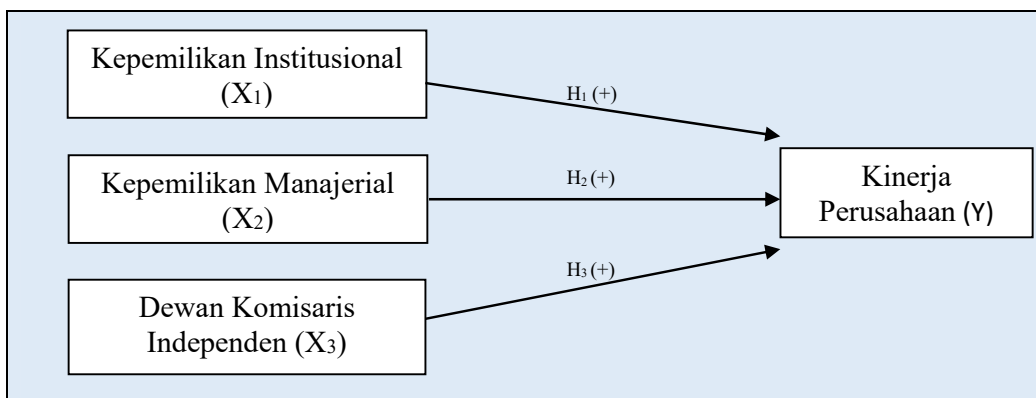 Kepemilikan Institusional
(X1)
H1 (+)
Kepemilikan Manajerial
(X2)
H2 (+)
Kinerja
Perusahaan (Y)
Dewan Komisaris
Independen (X3)
H3 (+)